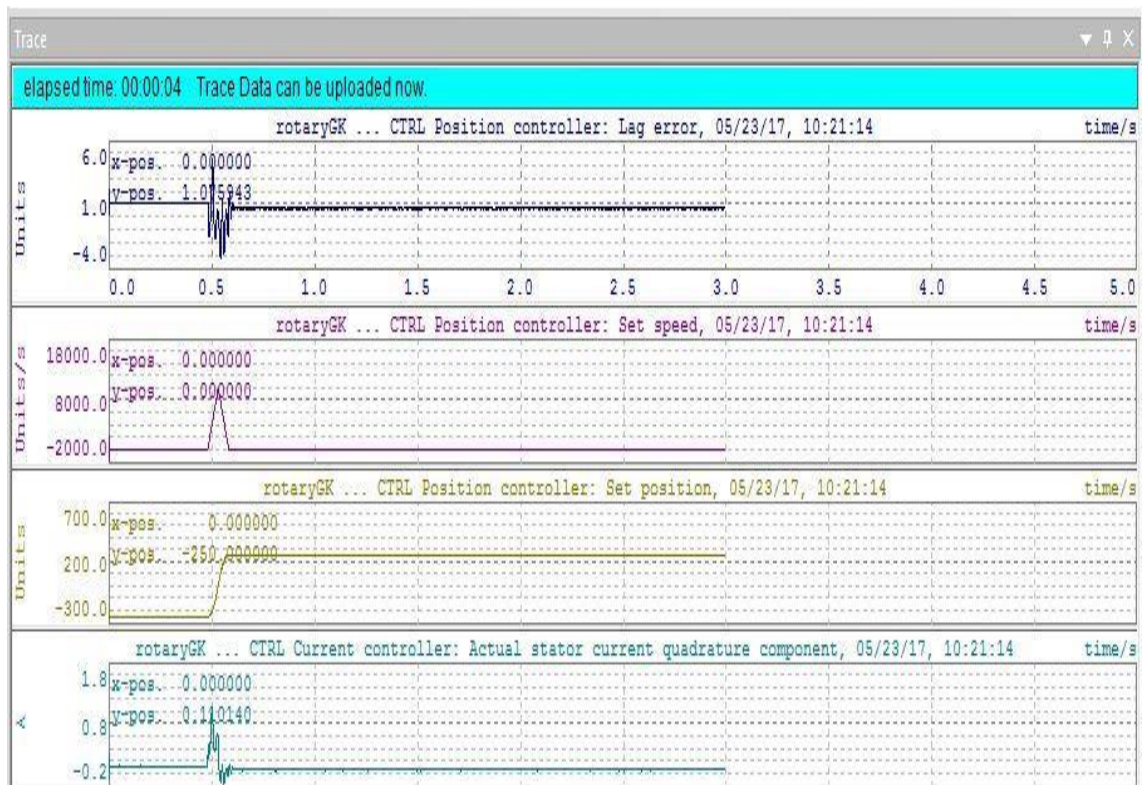 Trace
elapsed time: 00:00:04 Trace Data can be uploaded now.
rotaryGK ... CTRL Position controller: Lag error, 05/23/17, 10:21:14 time/s
6.0 x-pos. 0.000000
y-pos. 1.075943
1.0
-4.0
Units
0.0 0.5 1.0 1.5 2.0 2.5 3.0 3.5 4.0 4.5 5.0
rotaryGK ... CTRL Position controller: Set speed, 05/23/17, 10:21:14 time/s
18000.0 x-pos. 0.000000
y-pos. 0.000000
8000.0
-2000.0
Units/s
rotaryGK ... CTRL Position controller: Set position, 05/23/17, 10:21:14 time/s
700.0 x-pos. 0.000000
y-pos. -250.000000
200.0
-300.0
Units
rotaryGK ... CTRL Current controller: Actual stator current quadrature component, 05/23/17, 10:21:14 time/s
1.8 x-pos. 0.000000
y-pos. 0.110140
0.8
-0.2
A